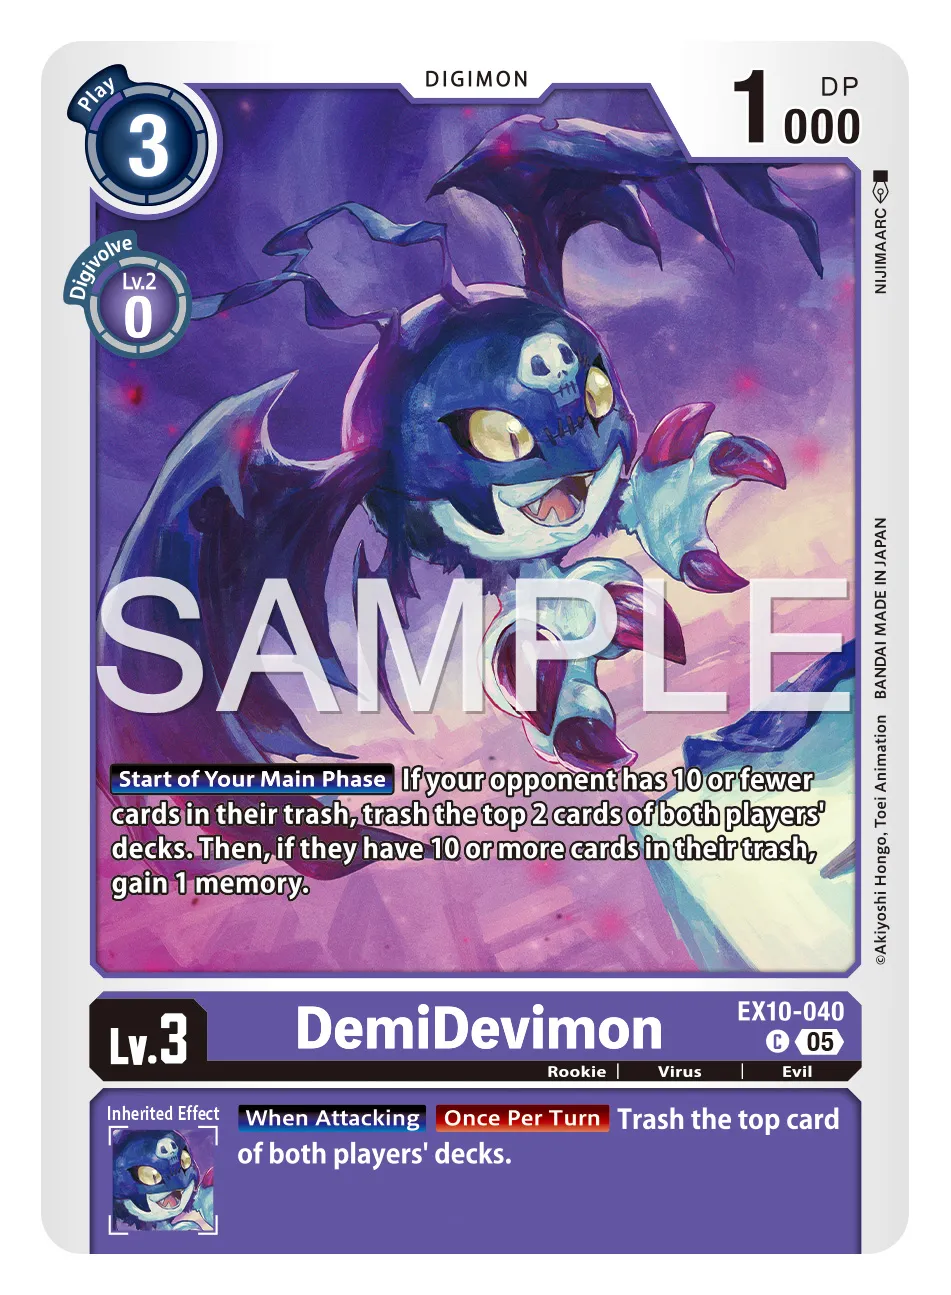 DIGIMON
Play
3
1000
DP
Digivolve
Lv.2
0
NIJIMAARC
BANDAI MADE IN JAPAN
©Akiyoshi Hongo, Toei Animation
SAMPLE
Start of Your Main Phase If your opponent has 10 or fewer
cards in their trash, trash the top 2 cards of both players'
decks. Then, if they have 10 or more cards in their trash,
gain 1 memory.
Lv.3
DemiDevimon
EX10-040
C 05
Rookie | Virus | Evil
Inherited Effect
When Attacking Once Per Turn Trash the top card
of both players' decks.